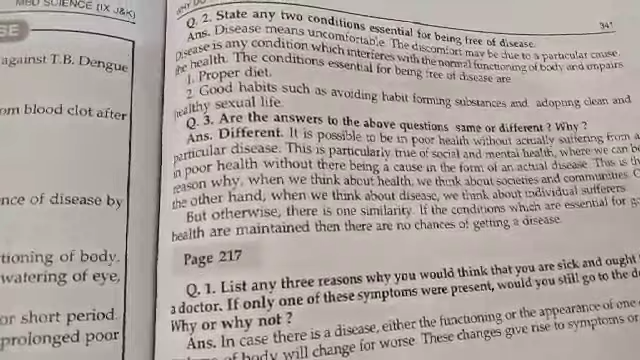 MBD SCIENCE (IX J&K)
SE
against T.B. Dengue
om blood clot after
nce of disease by
tioning of body.
watering of eye,
or short period.
prolonged poor
341
Q. 2. State any two conditions essential for being free of disease.
Ans. Disease means uncomfortable. The discomfort may be due to a particular cause.
Disease is any condition which interferes with the normal functioning of body and impairs
the health. The conditions essential for being free of disease are
1. Proper diet.
2. Good habits such as avoiding habit forming substances and adopting clean and
healthy sexual life.
Q. 3. Are the answers to the above questions same or different ? Why ?
Ans. Different. It is possible to be in poor health without actually suffering from a
particular disease. This is particularly true of social and mental health, where we can be
in poor health without there being a cause in the form of an actual disease. This is th
reason why, when we think about health, we think about societies and communities. O
the other hand, when we think about disease, we think about individual sufferers.
But otherwise, there is one similarity. If the conditions which are essential for g
health are maintained then there are no chances of getting a disease.
Page 217
Q. 1. List any three reasons why you would think that you are sick and ought
a doctor. If only one of these symptoms were present, would you still go to the do
Why or why not ?
Ans. In case there is a disease, either the functioning or the appearance of one
of body will change for worse. These changes give rise to symptoms or